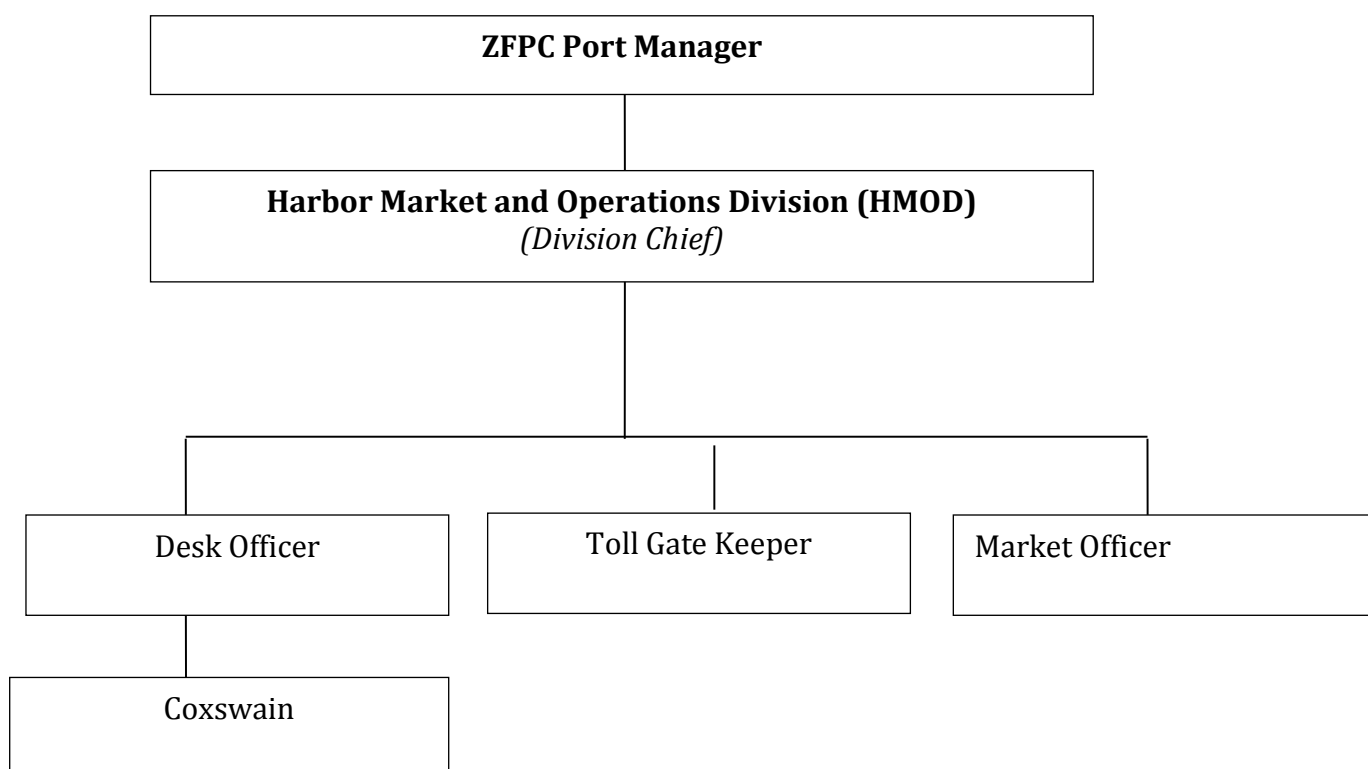 ZFPC Port Manager
Harbor Market and Operations Division (HMOD)
(Division Chief)
Desk Officer
Toll Gate Keeper
Market Officer
Coxswain